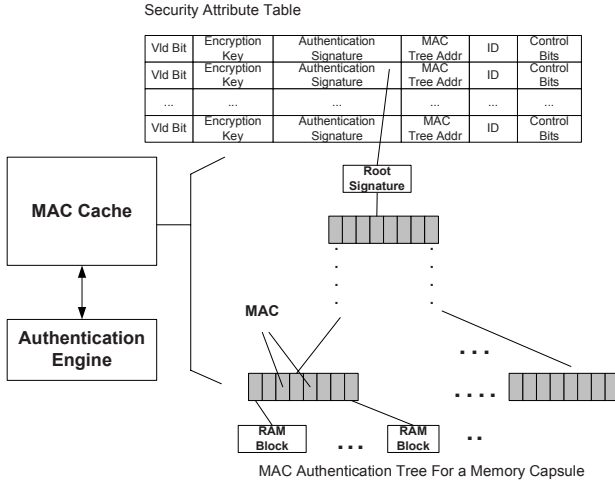 Security Attribute Table
Vld Bit Encryption Key Authentication Signature MAC Tree Addr ID Control Bits
Vld Bit Encryption Key Authentication Signature MAC Tree Addr ID Control Bits
... ... ... ... ... ...
Vld Bit Encryption Key Authentication Signature MAC Tree Addr ID Control Bits
Root
Signature
MAC Cache
MAC
Authentication
Engine
RAM
Block
...
RAM
Block
..
...
....
MAC Authentication Tree For a Memory Capsule